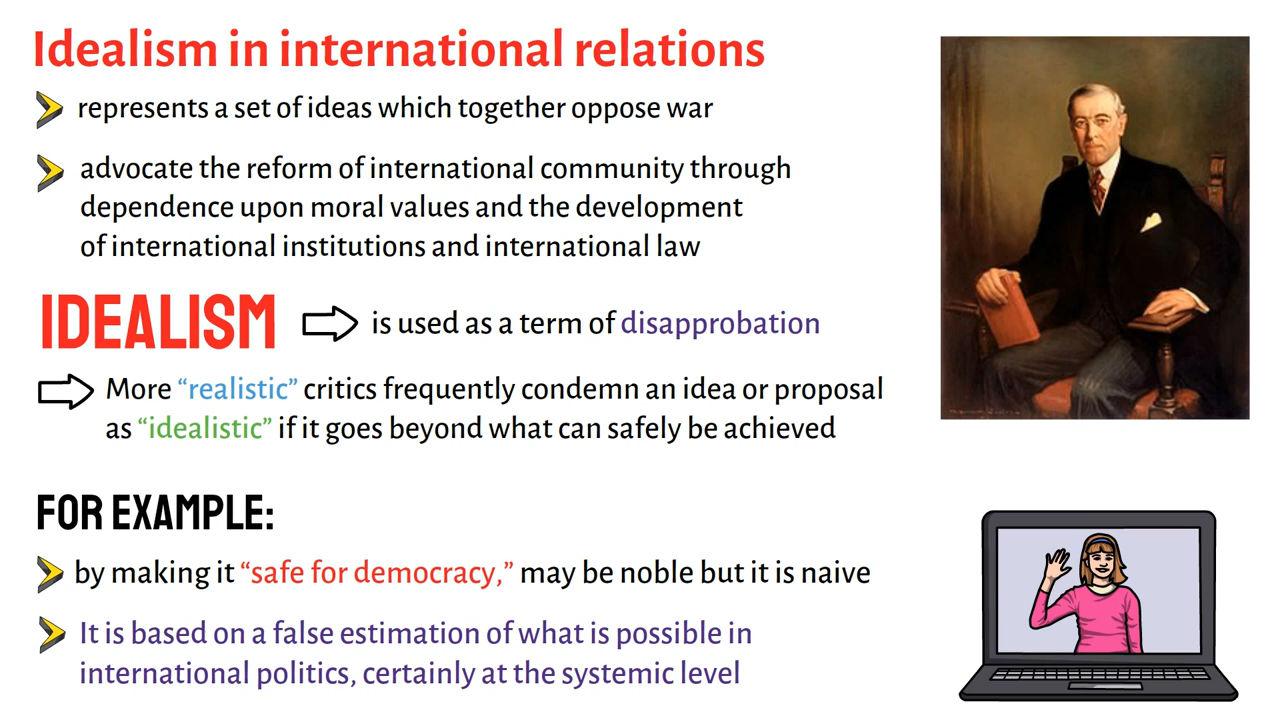 Idealism in international relations
represents a set of ideas which together oppose war
advocate the reform of international community through
dependence upon moral values and the development
of international institutions and international law
IDEALISM is used as a term of disapprobation
More “realistic” critics frequently condemn an idea or proposal
as “idealistic” if it goes beyond what can safely be achieved
FOR EXAMPLE:
by making it “safe for democracy,” may be noble but it is naive
It is based on a false estimation of what is possible in
international politics, certainly at the systemic level